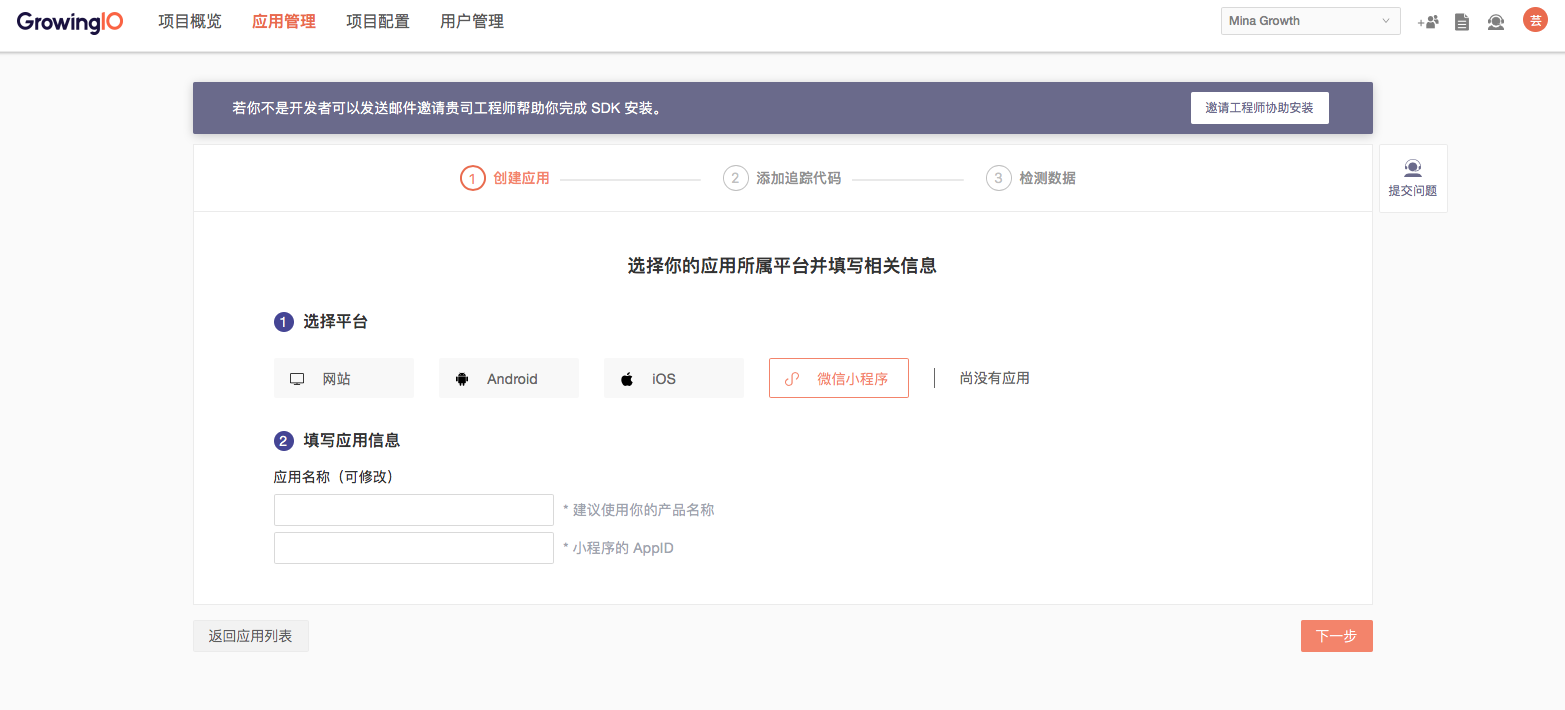 GrowingIO 项目概览 应用管理 项目配置 用户管理 Mina Growth 芸
若你不是开发者可以发送邮件邀请贵司工程师帮助你完成 SDK 安装。 邀请工程师协助安装
1 创建应用 2 添加追踪代码 3 检测数据
提交问题
选择你的应用所属平台并填写相关信息
1 选择平台
网站 Android iOS 微信小程序 尚没有应用
2 填写应用信息
应用名称（可修改）
* 建议使用你的产品名称
* 小程序的 AppID
返回应用列表 下一步